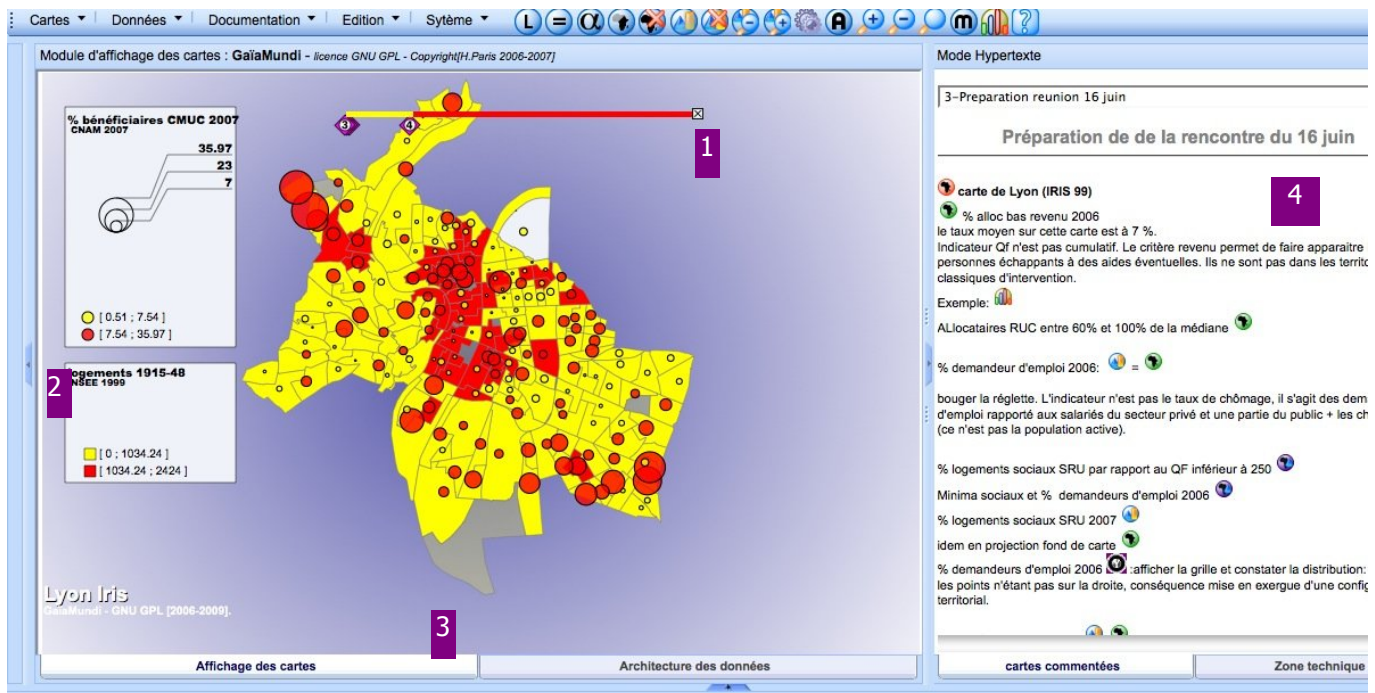 Cartes Données Documentation Edition Sytème L = α A m ?
Module d'affichage des cartes : GaïaMundi - licence GNU GPL - Copyright[H.Paris 2006-2007]
% bénéficiaires CMUC 2007
CNAM 2007
35.97
23
7
[ 0.51 ; 7.54 ]
[ 7.54 ; 35.97 ]
3
4
1
2
ogements 1915-48
NSEE 1999
[ 0 ; 1034.24 ]
[ 1034.24 ; 2424 ]
Lyon Iris
GaïaMundi - GNU GPL [2006-2009].
3
Affichage des cartes
Architecture des données
Mode Hypertexte
3-Preparation reunion 16 juin
Préparation de de la rencontre du 16 juin
4
carte de Lyon (IRIS 99)
% alloc bas revenu 2006
le taux moyen sur cette carte est à 7 %.
Indicateur Qf n'est pas cumulatif. Le critère revenu permet de faire apparaitre
personnes échappants à des aides éventuelles. Ils ne sont pas dans les territo
classiques d'intervention.
Exemple:
ALlocataires RUC entre 60% et 100% de la médiane
% demandeur d'emploi 2006: =
bouger la réglette. L'indicateur n'est pas le taux de chômage, il s'agit des dem
d'emploi rapporté aux salariés du secteur privé et une partie du public + les ch
(ce n'est pas la population active).
% logements sociaux SRU par rapport au QF inférieur à 250
Minima sociaux et % demandeurs d'emploi 2006
% logements sociaux SRU 2007
idem en projection fond de carte
% demandeurs d'emploi 2006 :afficher la grille et constater la distribution:
les points n'étant pas sur la droite, conséquence mise en exergue d'une config
territorial.
cartes commentées
Zone technique